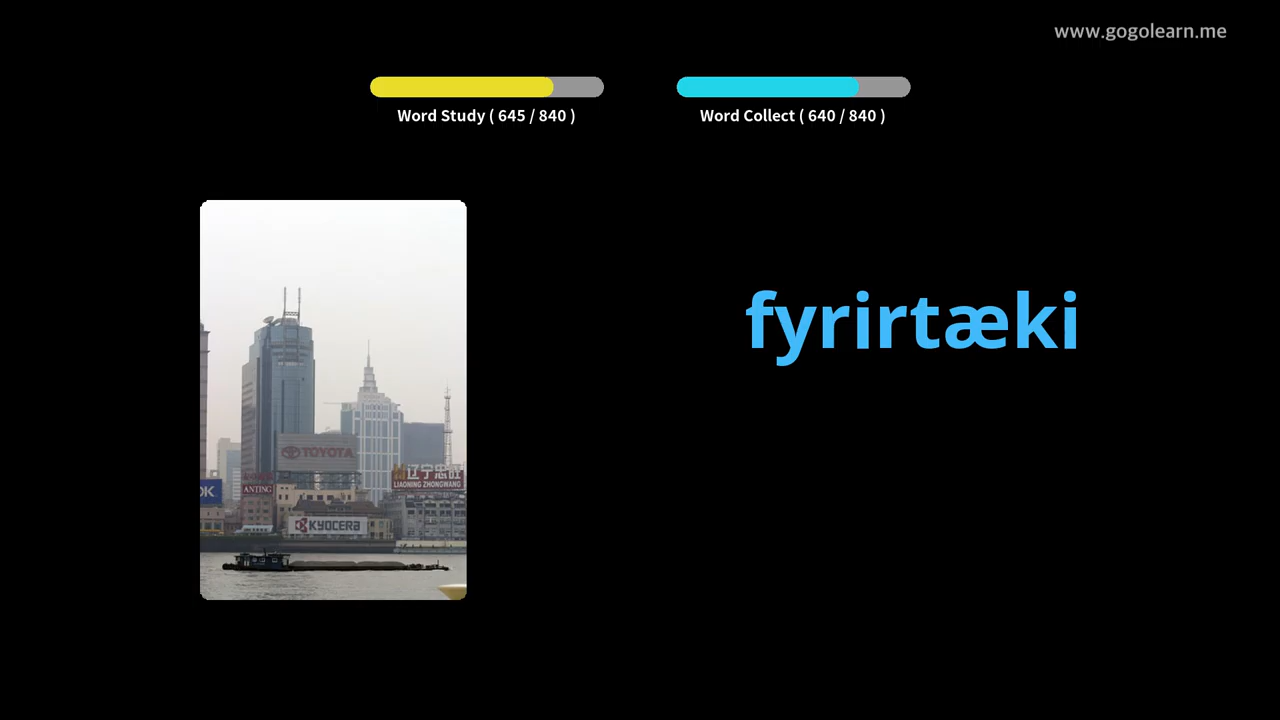 www.gogolearn.me
Word Study ( 645 / 840 )
Word Collect ( 640 / 840 )
fyrirtæki
TOYOTA
辽宁忠旺
LIAONING ZHONGWANG
ANTING
KYOCERA